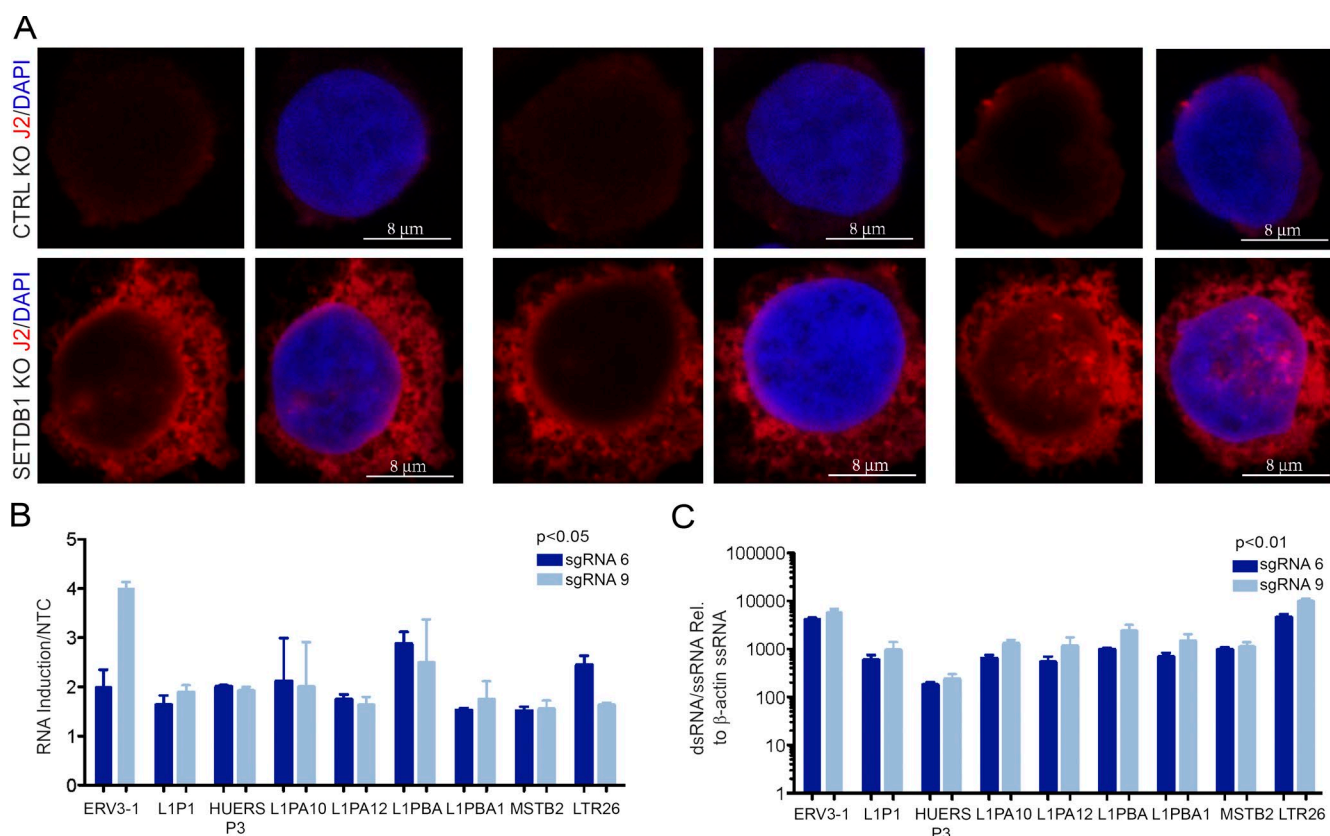 A
CTRL KO J2/DAPI
8 µm
8 µm
8 µm
SETDB1 KO J2/DAPI
8 µm
8 µm
8 µm
B
p<0.05
sgRNA 6
sgRNA 9
RNA Induction/NTC
5
4
3
2
1
0
ERV3-1 L1P1 HUERS L1PA10 L1PA12 L1PBA L1PBA1 MSTB2 LTR26
P3
C
p<0.01
sgRNA 6
sgRNA 9
dsRNA/ssRNA Rel.
to β-actin ssRNA
100000
10000
1000
100
10
1
ERV3-1 L1P1 HUERS L1PA10 L1PA12 L1PBA L1PBA1 MSTB2 LTR26
P3